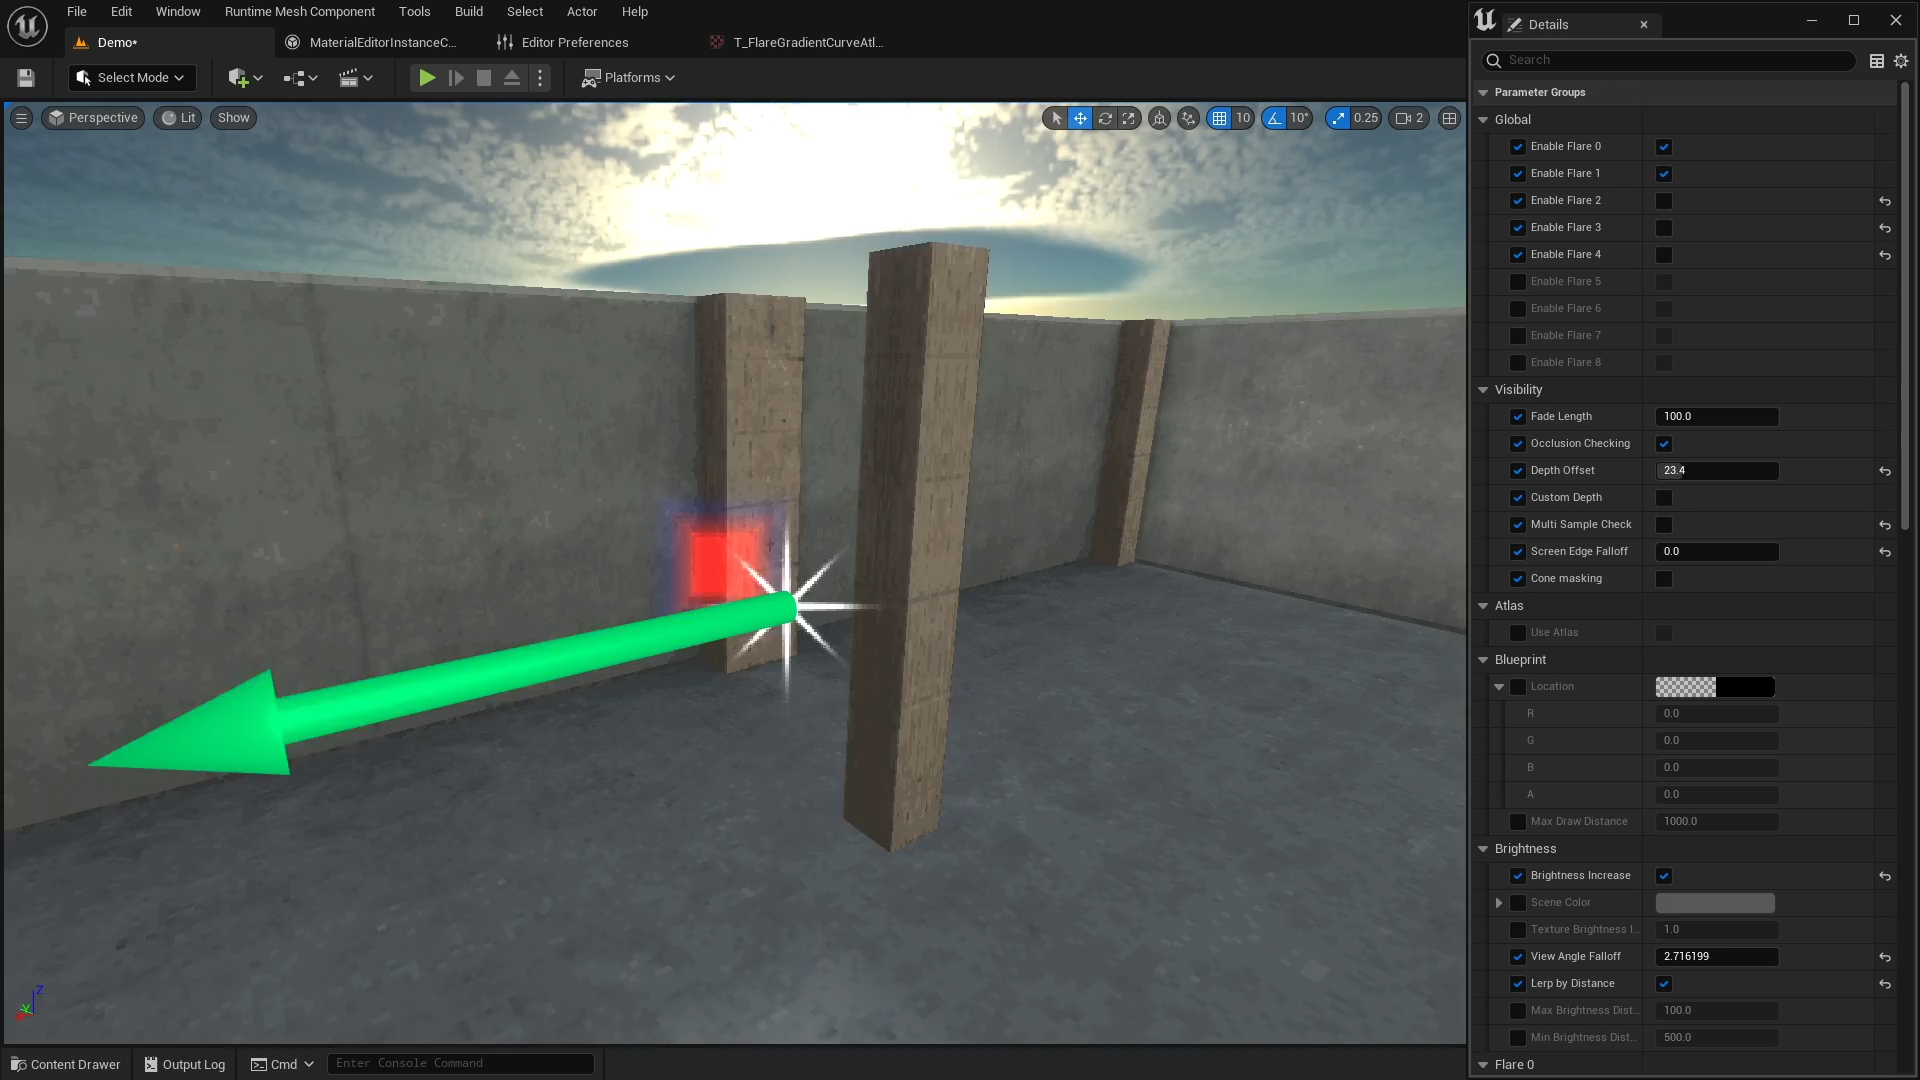 File Edit Window Runtime Mesh Component Tools Build Select Actor Help
Demo*
MaterialEditorInstanceC...
Editor Preferences
T_FlareGradientCurveAtl...
Select Mode
Platforms
Perspective
Lit
Show
10
10°
0.25
2
Z
Content Drawer
Output Log
Cmd
Enter Console Command
Details
Search
Parameter Groups
Global
Enable Flare 0
Enable Flare 1
Enable Flare 2
Enable Flare 3
Enable Flare 4
Enable Flare 5
Enable Flare 6
Enable Flare 7
Enable Flare 8
Visibility
Fade Length 100.0
Occlusion Checking
Depth Offset 23.4
Custom Depth
Multi Sample Check
Screen Edge Falloff 0.0
Cone masking
Atlas
Use Atlas
Blueprint
Location
R 0.0
G 0.0
B 0.0
A 0.0
Max Draw Distance 1000.0
Brightness
Brightness Increase
Scene Color
Texture Brightness I... 1.0
View Angle Falloff 2.716199
Lerp by Distance
Max Brightness Dist... 100.0
Min Brightness Dist... 500.0
Flare 0